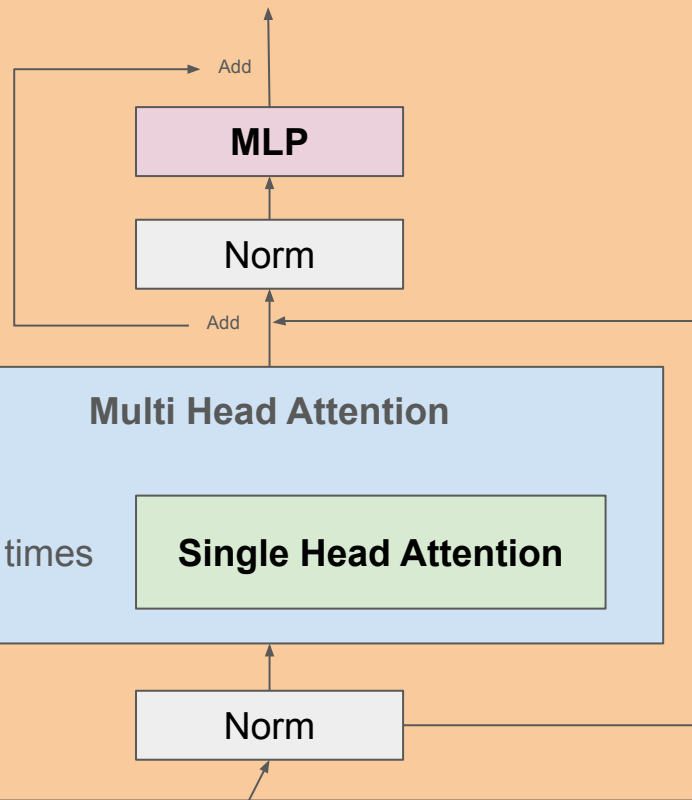 Add
MLP
Norm
Add
Multi Head Attention
times
Single Head Attention
Norm